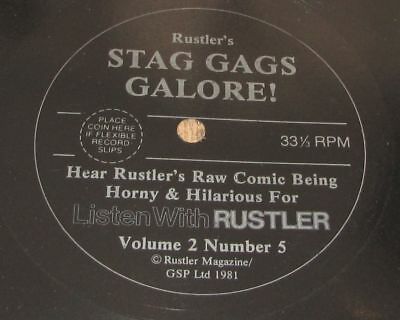 Rustler's
STAG GAGS
GALORE!
PLACE
COIN HERE
IF FLEXIBLE
RECORD
SLIPS
33⅓ RPM
Hear Rustler's Raw Comic Being
Horny & Hilarious For
Listen With RUSTLER
Volume 2 Number 5
© Rustler Magazine/
GSP Ltd 1981